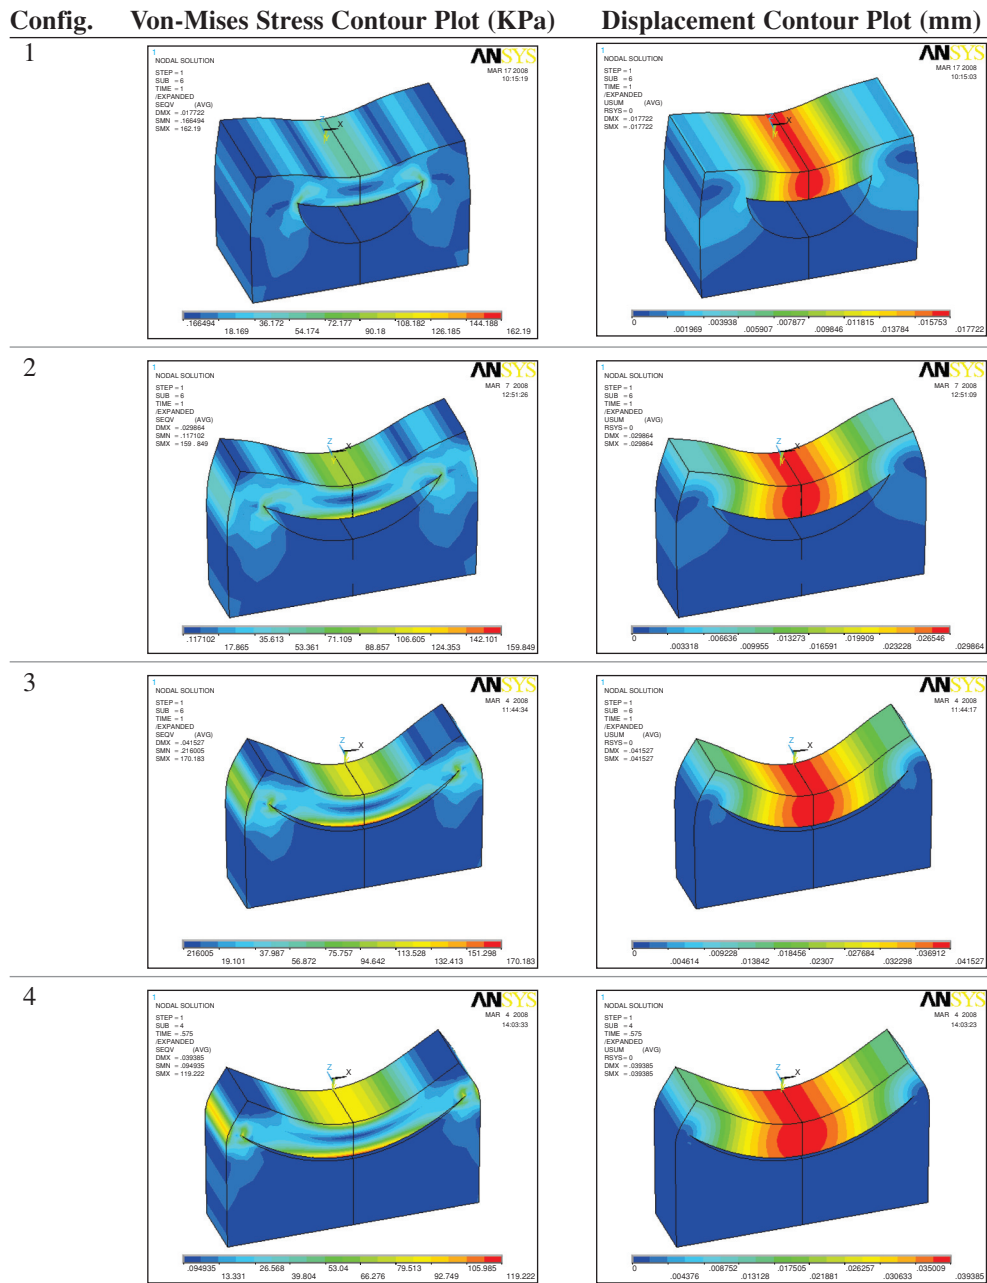 Config. Von-Mises Stress Contour Plot (KPa) Displacement Contour Plot (mm)
1
1
NODAL SOLUTION
STEP =1
SUB =6
TIME =1
/EXPANDED
SEQV (AVG)
DMX =.017722
SMN =.166494
SMX =162.19
ANSYS
MAR 17 2008
10:15:19
Z X
.166494 36.172 72.177 108.182 144.188
18.169 54.174 90.18 126.185 162.19
1
NODAL SOLUTION
STEP =1
SUB =6
TIME =1
/EXPANDED
USUM (AVG)
RSYS=0
DMX =.017722
SMX =.017722
ANSYS
MAR 17 2008
10:15:03
X
0 .003938 .007877 .011815 .015753
.001969 .005907 .009846 .013784 .017722
2
1
NODAL SOLUTION
STEP =1
SUB =6
TIME =1
/EXPANDED
SEQV (AVG)
DMX =.029864
SMN =.117102
SMX =159 . 849
ANSYS
MAR 7 2008
12:51:26
Z X
.117102 35.613 71.109 106.605 142.101
17.865 53.361 88.857 124.353 159.849
1
NODAL SOLUTION
STEP =1
SUB =6
TIME =1
/EXPANDED
USUM (AVG)
RSYS=0
DMX =.029864
SMX =.029864
ANSYS
MAR 7 2008
12:51:09
Z X
0 .006636 .013273 .019909 .026546
.003318 .009955 .016591 .023228 .029864
3
1
NODAL SOLUTION
STEP =1
SUB =6
TIME =1
/EXPANDED
SEQV (AVG)
DMX =.041527
SMN =.216005
SMX =170.183
ANSYS
MAR 4 2008
11:44:34
Z X
216005 37.987 75.757 113.528 151.298
19.101 56.872 94.642 132.413 170.183
1
NODAL SOLUTION
STEP =1
SUB =6
TIME =1
/EXPANDED
USUM (AVG)
RSYS=0
DMX =.041527
SMX =.041527
ANSYS
MAR 4 2008
11:44:17
Z X
0 .009228 .018456 .027684 .036912
.004614 .013842 .02307 .032298 .041527
4
1
NODAL SOLUTION
STEP =1
SUB =4
TIME =.575
/EXPANDED
SEQV (AVG)
DMX =.039385
SMN =.094935
SMX =119.222
ANSYS
MAR 4 2008
14:03:33
Z X
.094935 26.568 53.04 79.513 105.985
13.331 39.804 66.276 92.749 119.222
1
NODAL SOLUTION
STEP =1
SUB =4
TIME =.575
/EXPANDED
USUM (AVG)
RSYS=0
DMX =.039385
SMX =.039385
ANSYS
MAR 4 2008
14:03:23
Z X
0 .008752 .017505 .026257 .035009
.004376 .013128 .021881 .030633 .039385